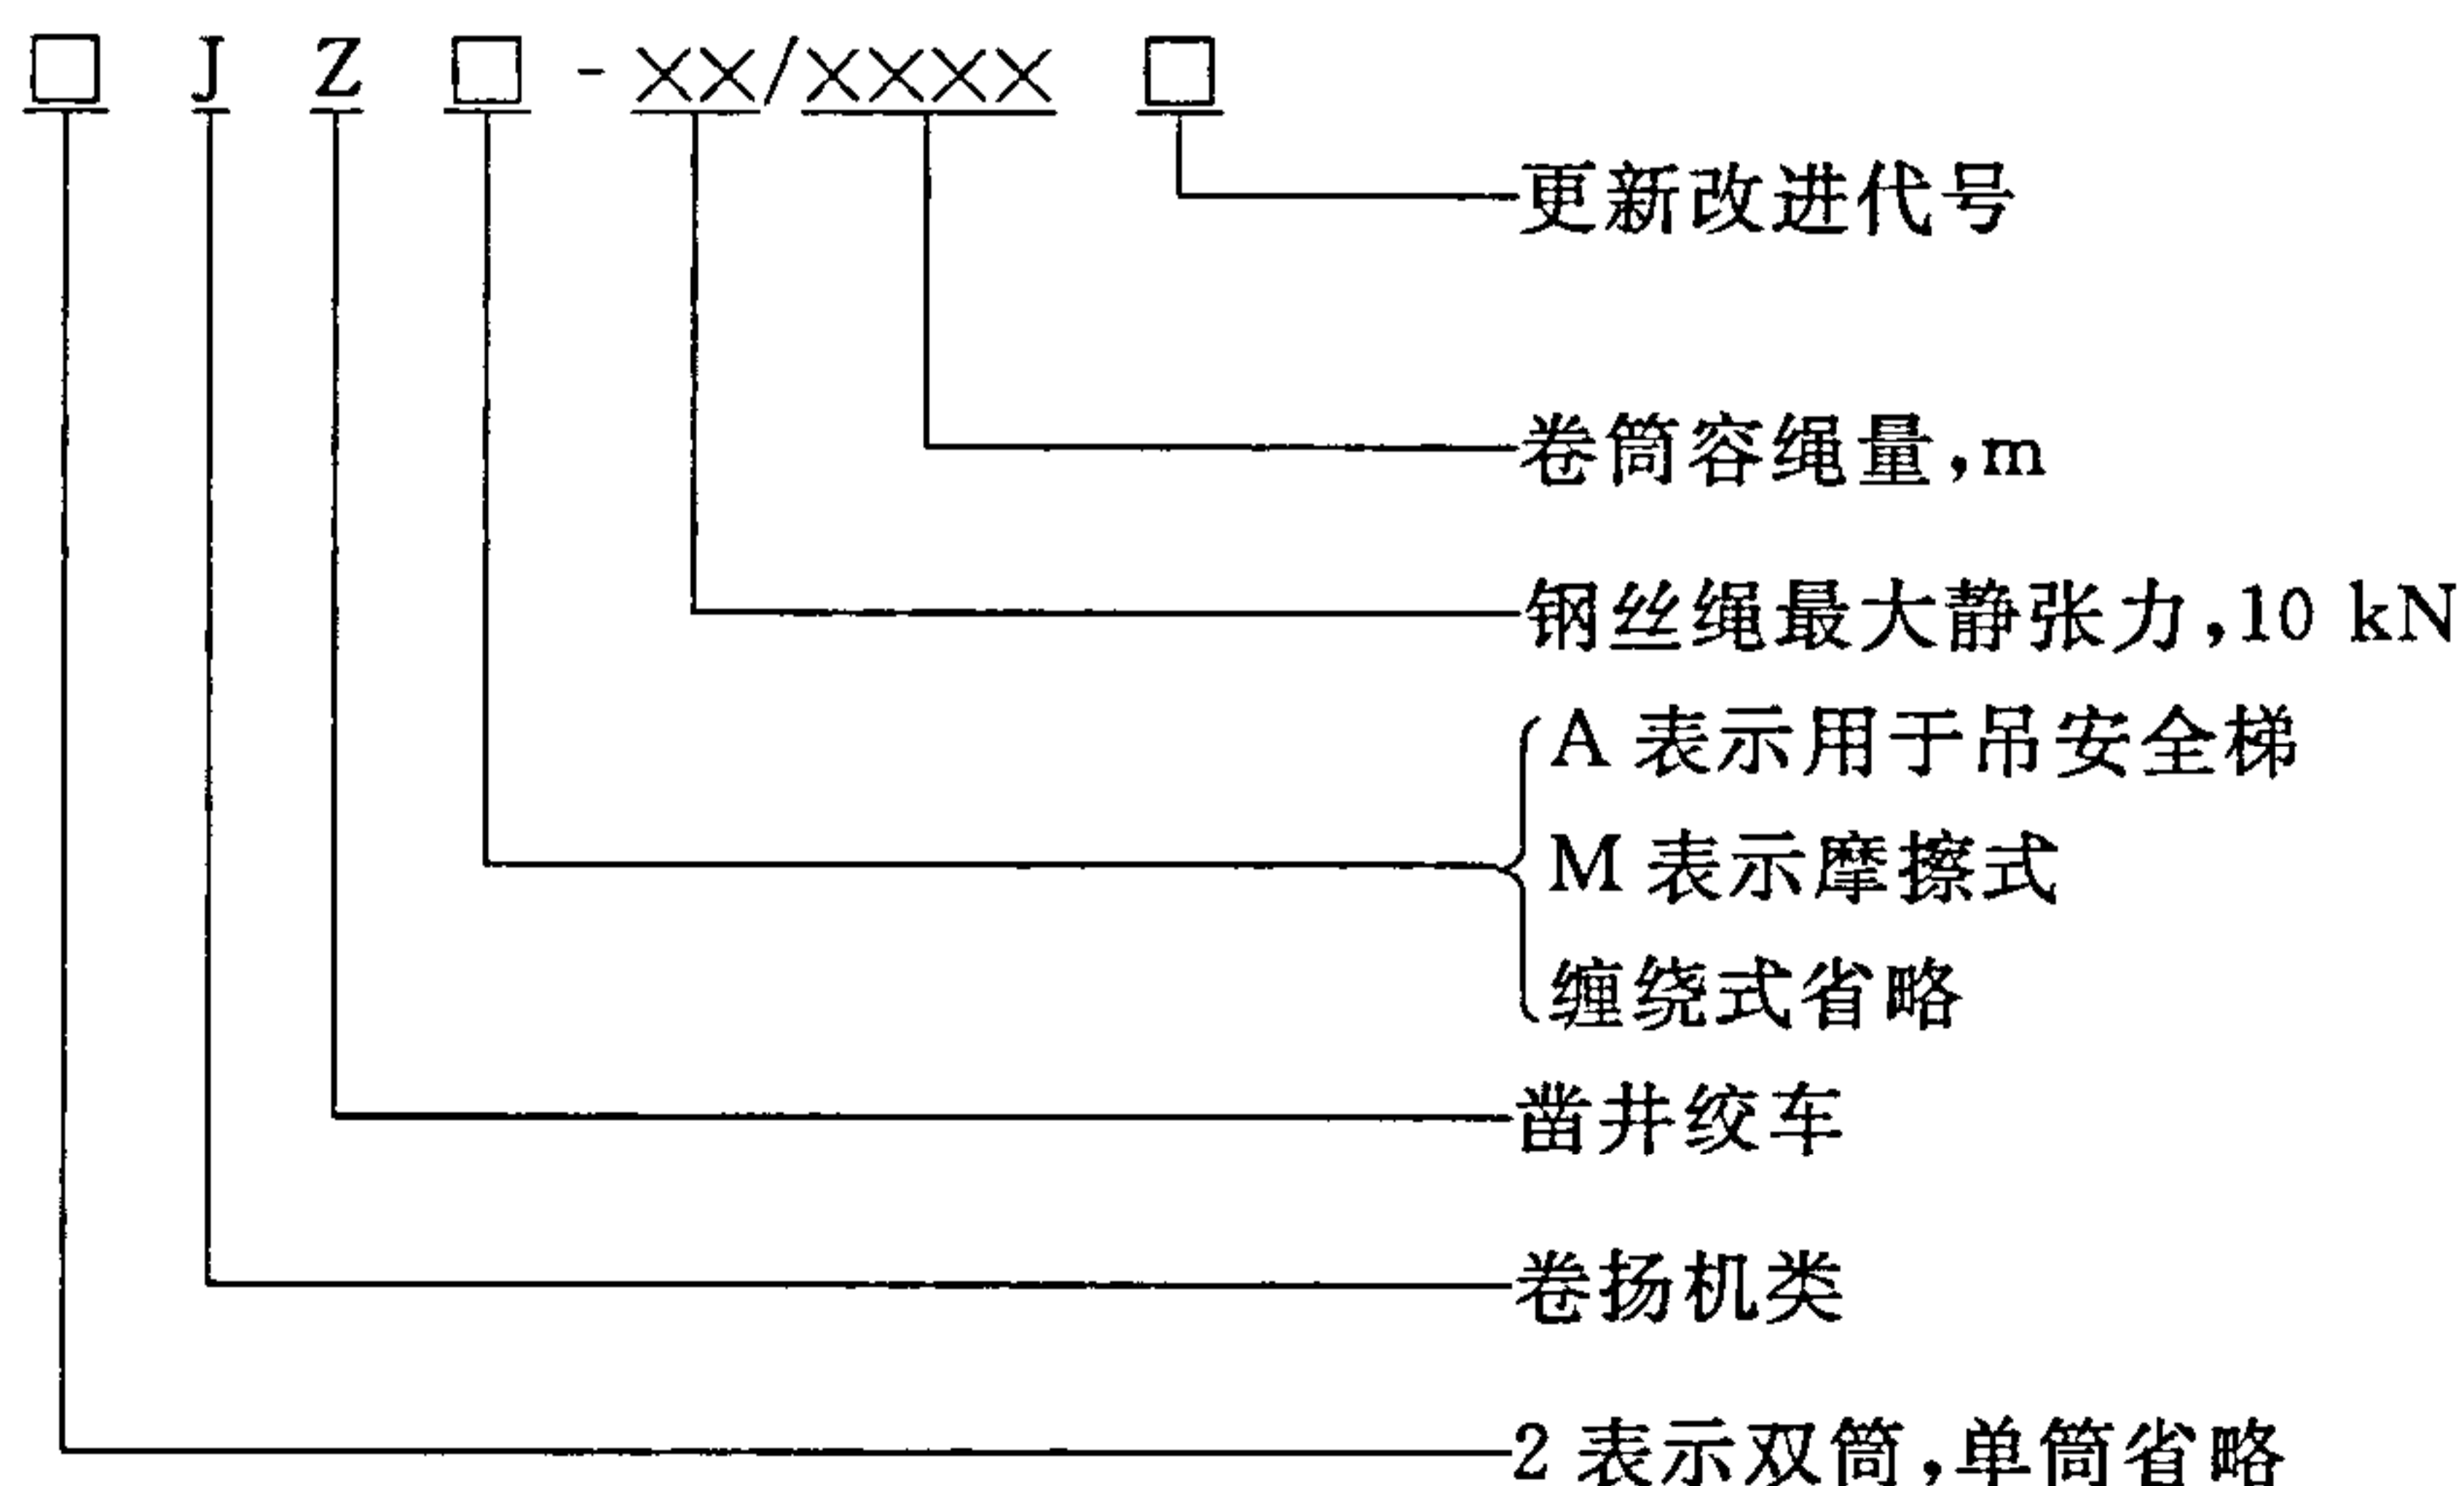 □ J Z □ - ××/×××× □
更新改进代号
卷筒容绳量,m
钢丝绳最大静张力,10 kN
A 表示用于吊安全梯
M 表示摩擦式
缠绕式省略
凿井绞车
卷扬机类
2 表示双筒,单筒省略